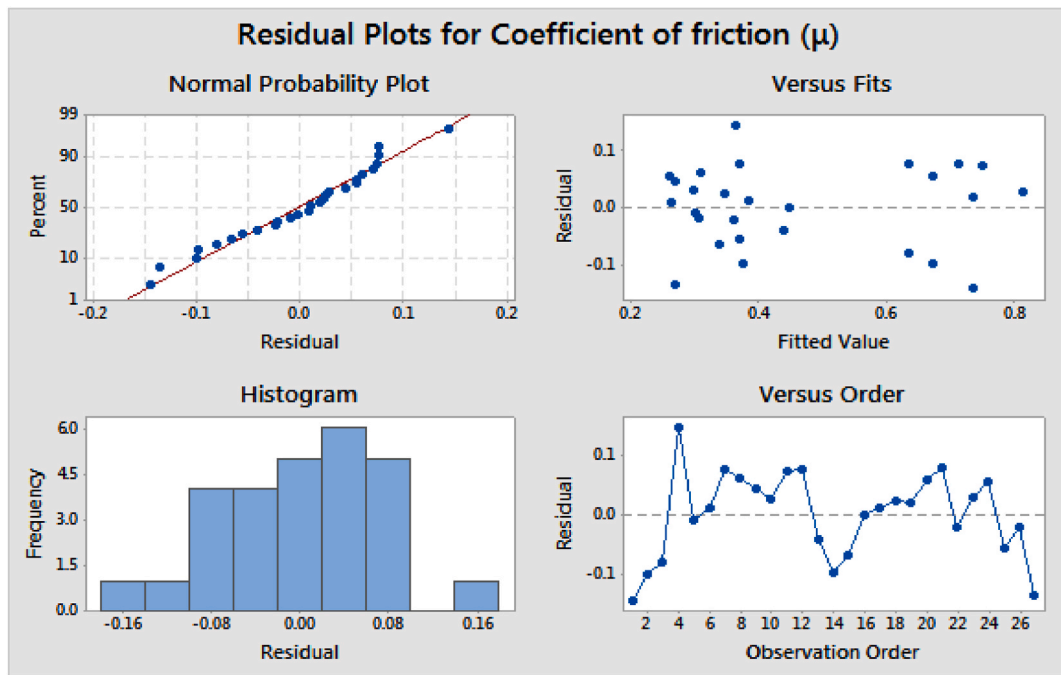 Residual Plots for Coefficient of friction (μ)
Normal Probability Plot
Percent
99
90
50
10
1
-0.2 -0.1 0.0 0.1 0.2
Residual
Versus Fits
Residual
0.1
0.0
-0.1
0.2 0.4 0.6 0.8
Fitted Value
Histogram
Frequency
6.0
4.5
3.0
1.5
0.0
-0.16 -0.08 0.00 0.08 0.16
Residual
Versus Order
Residual
0.1
0.0
-0.1
2 4 6 8 10 12 14 16 18 20 22 24 26
Observation Order